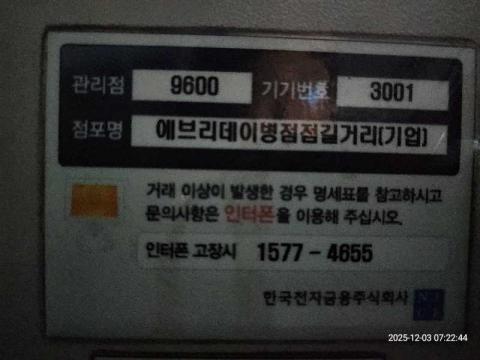 관리점 9600 기기번호 3001
점포명 에브리데이병점점길거리(기업)
거래 이상이 발생한 경우 명세표를 참고하시고
문의사항은 인터폰을 이용해 주십시오.
인터폰 고장시 1577-4655
한국전자금융주식회사
2025-12-03 07:22:44